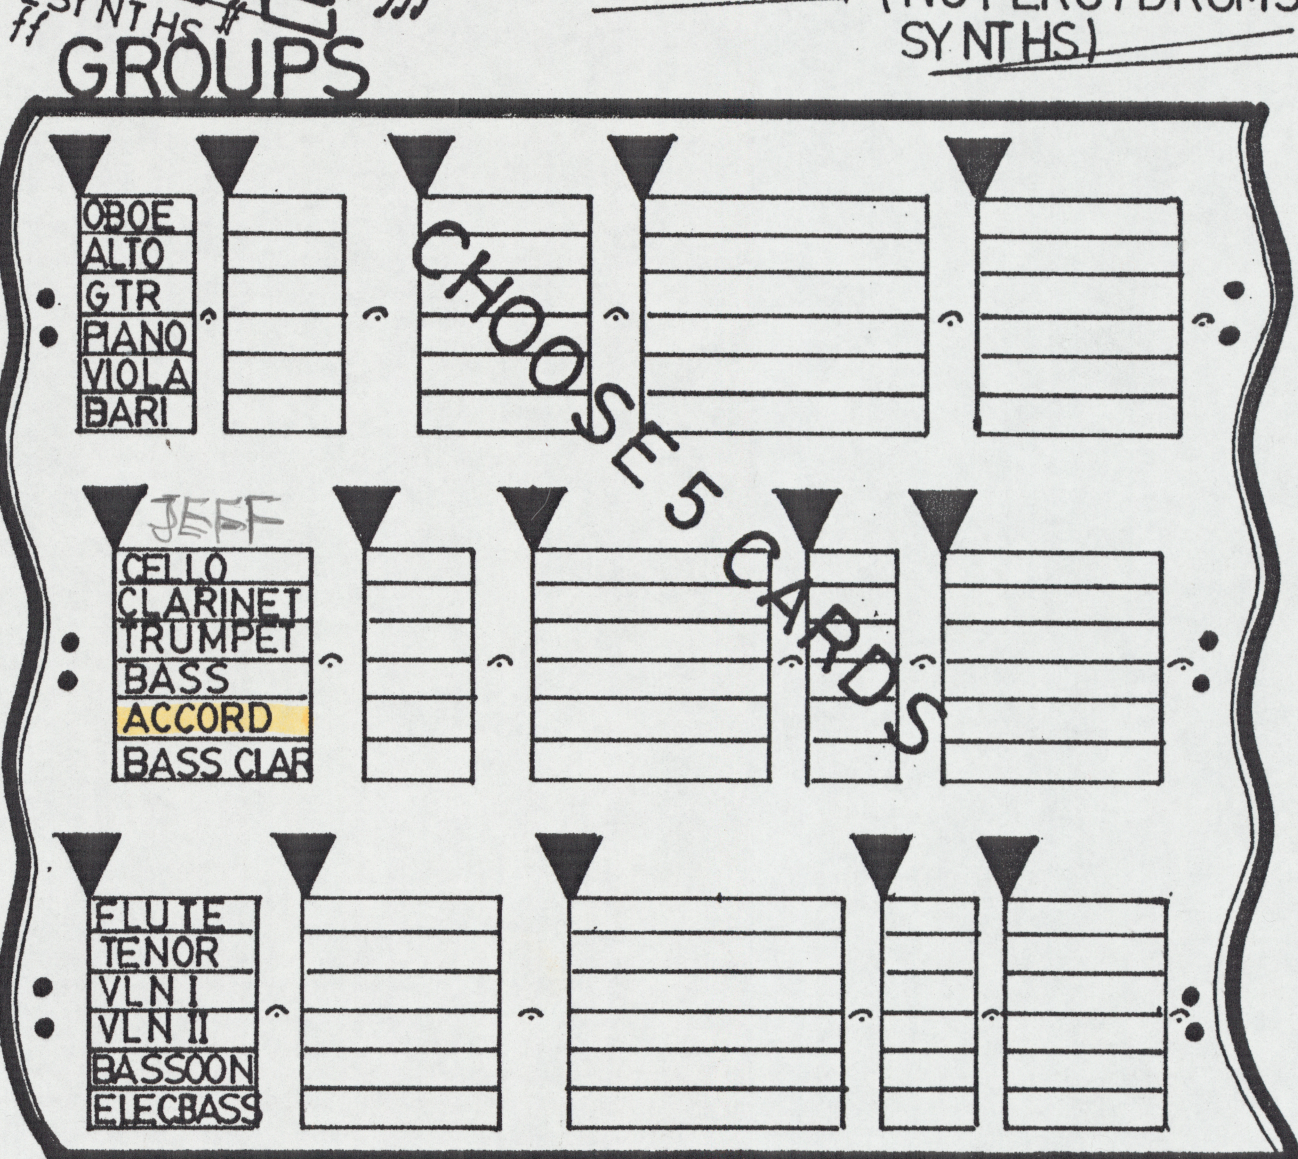 SYNTHS
GROUPS
SYNTHS)
OBOE
ALTO
GTR
PIANO
VIOLA
BARI
CHOOSE 5 CARDS
JEFF
CELLO
CLARINET
TRUMPET
BASS
ACCORD
BASS CLAR
FLUTE
TENOR
VLN I
VLN II
BASSOON
ELECBASS